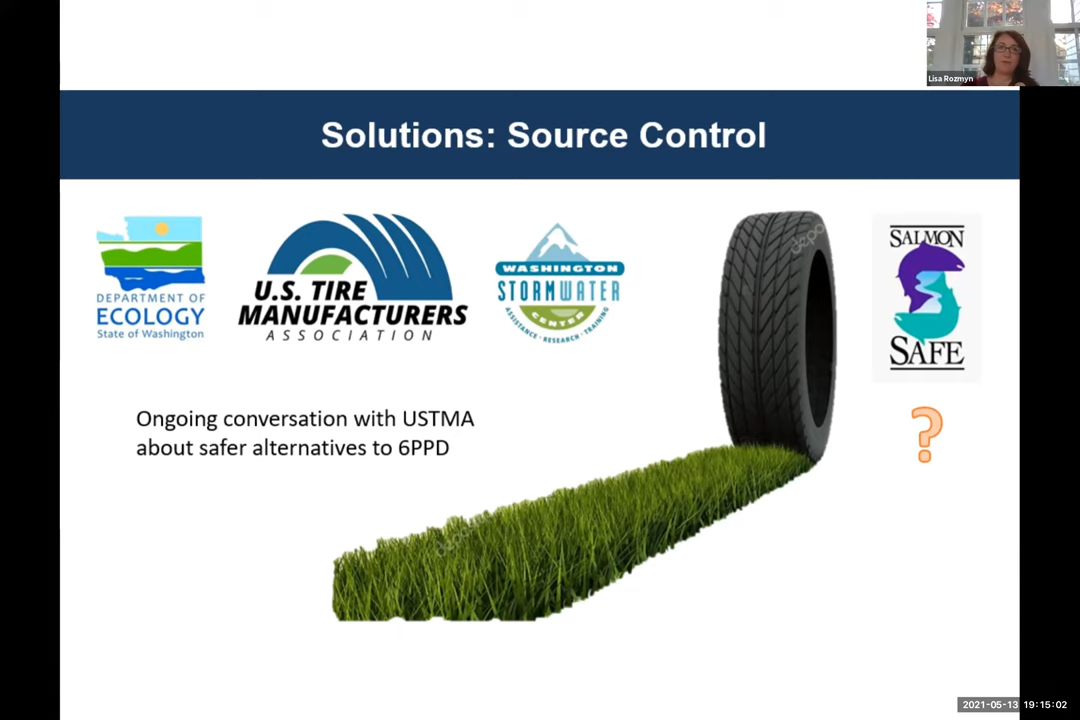 Lisa Rozmyn
Solutions: Source Control
DEPARTMENT OF
ECOLOGY
State of Washington
U.S. TIRE
MANUFACTURERS
ASSOCIATION
WASHINGTON
STORMWATER
CENTER
ASSISTANCE • RESEARCH • TRAINING
SALMON
SAFE
Ongoing conversation with USTMA
about safer alternatives to 6PPD
?
2021-05-13 19:15:02